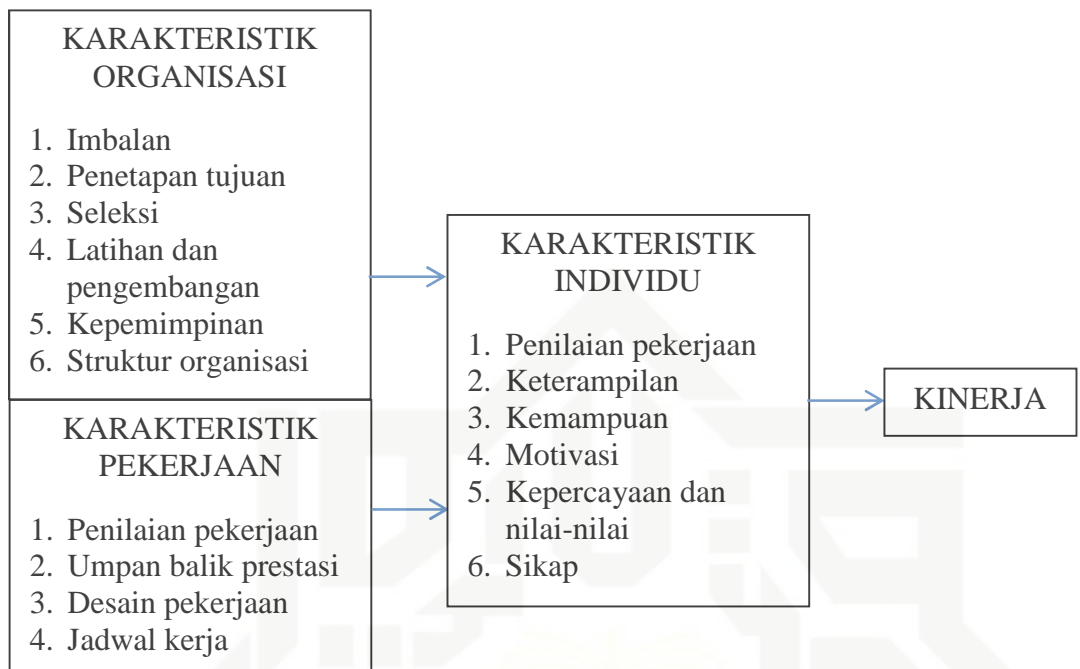 KARAKTERISTIK
ORGANISASI
1. Imbalan
2. Penetapan tujuan
3. Seleksi
4. Latihan dan
pengembangan
5. Kepemimpinan
6. Struktur organisasi
KARAKTERISTIK
PEKERJAAN
1. Penilaian pekerjaan
2. Umpan balik prestasi
3. Desain pekerjaan
4. Jadwal kerja
KARAKTERISTIK
INDIVIDU
1. Penilaian pekerjaan
2. Keterampilan
3. Kemampuan
4. Motivasi
5. Kepercayaan dan
nilai-nilai
6. Sikap
KINERJA